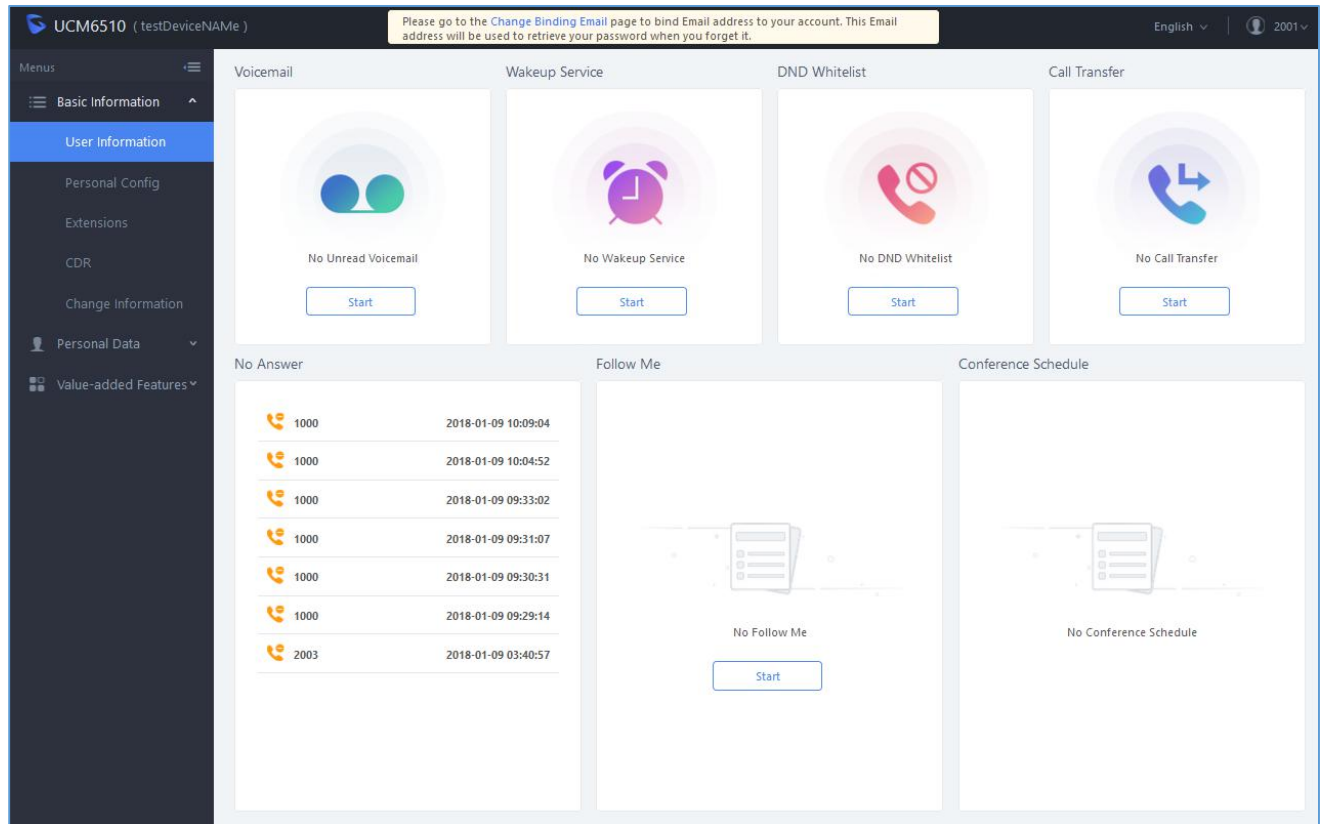 UCM6510 ( testDeviceNAMe )
Please go to the Change Binding Email page to bind Email address to your account. This Email
address will be used to retrieve your password when you forget it.
English
2001
Menus
Basic Information
User Information
Personal Config
Extensions
CDR
Change Information
Personal Data
Value-added Features
Voicemail
No Unread Voicemail
Start
Wakeup Service
No Wakeup Service
Start
DND Whitelist
No DND Whitelist
Start
Call Transfer
No Call Transfer
Start
No Answer
1000 2018-01-09 10:09:04
1000 2018-01-09 10:04:52
1000 2018-01-09 09:33:02
1000 2018-01-09 09:31:07
1000 2018-01-09 09:30:31
1000 2018-01-09 09:29:14
2003 2018-01-09 03:40:57
Follow Me
No Follow Me
Start
Conference Schedule
No Conference Schedule